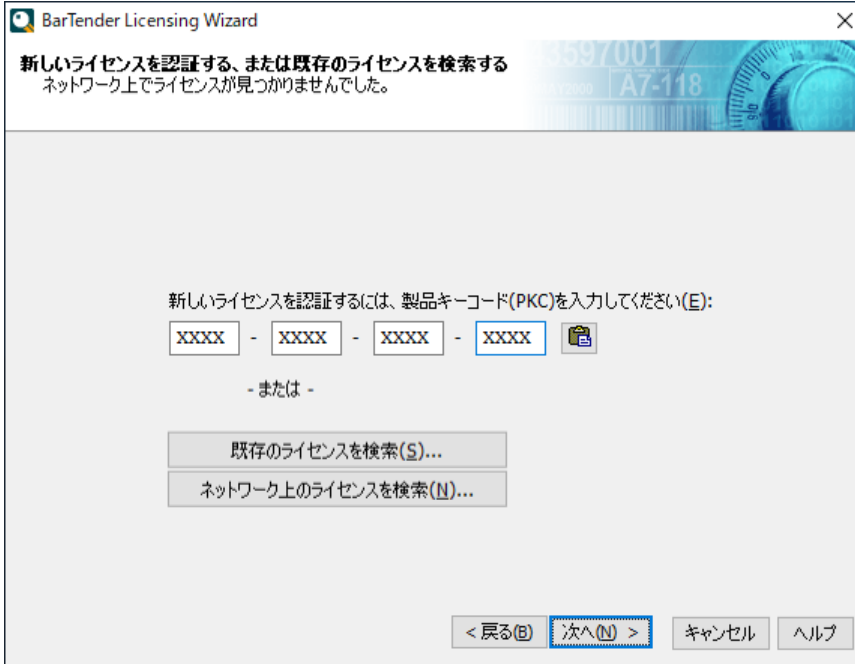 BarTender Licensing Wizard
新しいライセンスを認証する、または既存のライセンスを検索する
ネットワーク上でライセンスが見つかりませんでした。
43597001
A7-118
新しいライセンスを認証するには、製品キーコード(PKC)を入力してください(E):
XXXX - XXXX - XXXX - XXXX
- または -
既存のライセンスを検索(S)...
ネットワーク上のライセンスを検索(N)...
< 戻る(B) 次へ(N) > キャンセル ヘルプ